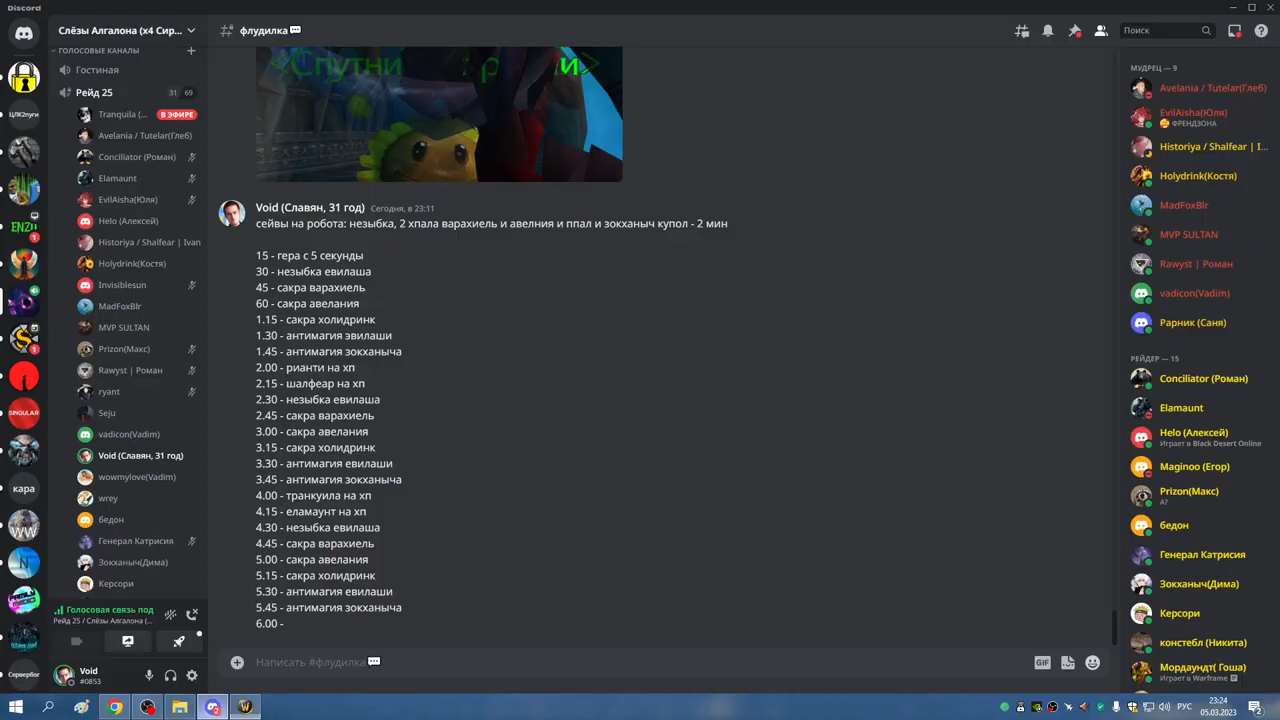 Discord
Слёзы Алгалона (x4 Сир...
флудилка
Поиск
ГОЛОСОВЫЕ КАНАЛЫ
Гостиная
Рейд 25
31 69
Tranquila (...
В ЭФИРЕ
Avelania / Tutelar(Глеб)
Conciliator (Роман)
Elamaunt
EvilAisha(Юля)
Helo (Алексей)
Historiya / Shalfear | Ivan
Holydrink(Костя)
Invisiblesun
MadFoxBlr
MVP SULTAN
Prizon(Макс)
Rawyst | Роман
ryant
Seju
vadicon(Vadim)
Void (Славян, 31 год)
wowmylove(Vadim)
wrey
бедон
Генерал Катрисия
Зокханыч(Дима)
Керсори
Голосовая связь под
Рейд 25 / Слёзы Алгалона (...
Void
#0853
ЦЛК2пуги
ENZO
1
1
SINGULAR
кара
WW
Сервербог
<Спутни
и>
Void (Славян, 31 год) Сегодня, в 23:11
сейвы на робота: незыбка, 2 хпала варахиель и авелния и ппал и зокханыч купол - 2 мин
15 - гера с 5 секунды
30 - незыбка евилаша
45 - сакра варахиель
60 - сакра авелания
1.15 - сакра холидринк
1.30 - антимагия эвилаши
1.45 - антимагия зокханыча
2.00 - рианти на хп
2.15 - шалфеар на хп
2.30 - незыбка евилаша
2.45 - сакра варахиель
3.00 - сакра авелания
3.15 - сакра холидринк
3.30 - антимагия евилаши
3.45 - антимагия зокханыча
4.00 - транкуила на хп
4.15 - еламаунт на хп
4.30 - незыбка евилаша
4.45 - сакра варахиель
5.00 - сакра авелания
5.15 - сакра холидринк
5.30 - антимагия евилаши
5.45 - антимагия зокханыча
6.00 -
Написать #флудилка
GIF
МУДРЕЦ — 9
Avelania / Tutelar(Глеб)
EvilAisha(Юля)
ФРЕНДЗОНА
Historiya / Shalfear | I...
Holydrink(Костя)
MadFoxBlr
MVP SULTAN
Rawyst | Роман
vadicon(Vadim)
Рарник (Саня)
РЕЙДЕР — 15
Conciliator (Роман)
Elamaunt
Helo (Алексей)
Играет в Black Desert Online
Maginoo (Егор)
Prizon(Макс)
А?
бедон
Генерал Катрисия
Зокханыч(Дима)
Керсори
констебл (Никита)
Мордаундт( Гоша)
Играет в Warframe
РУС
23:24
05.03.2023
2